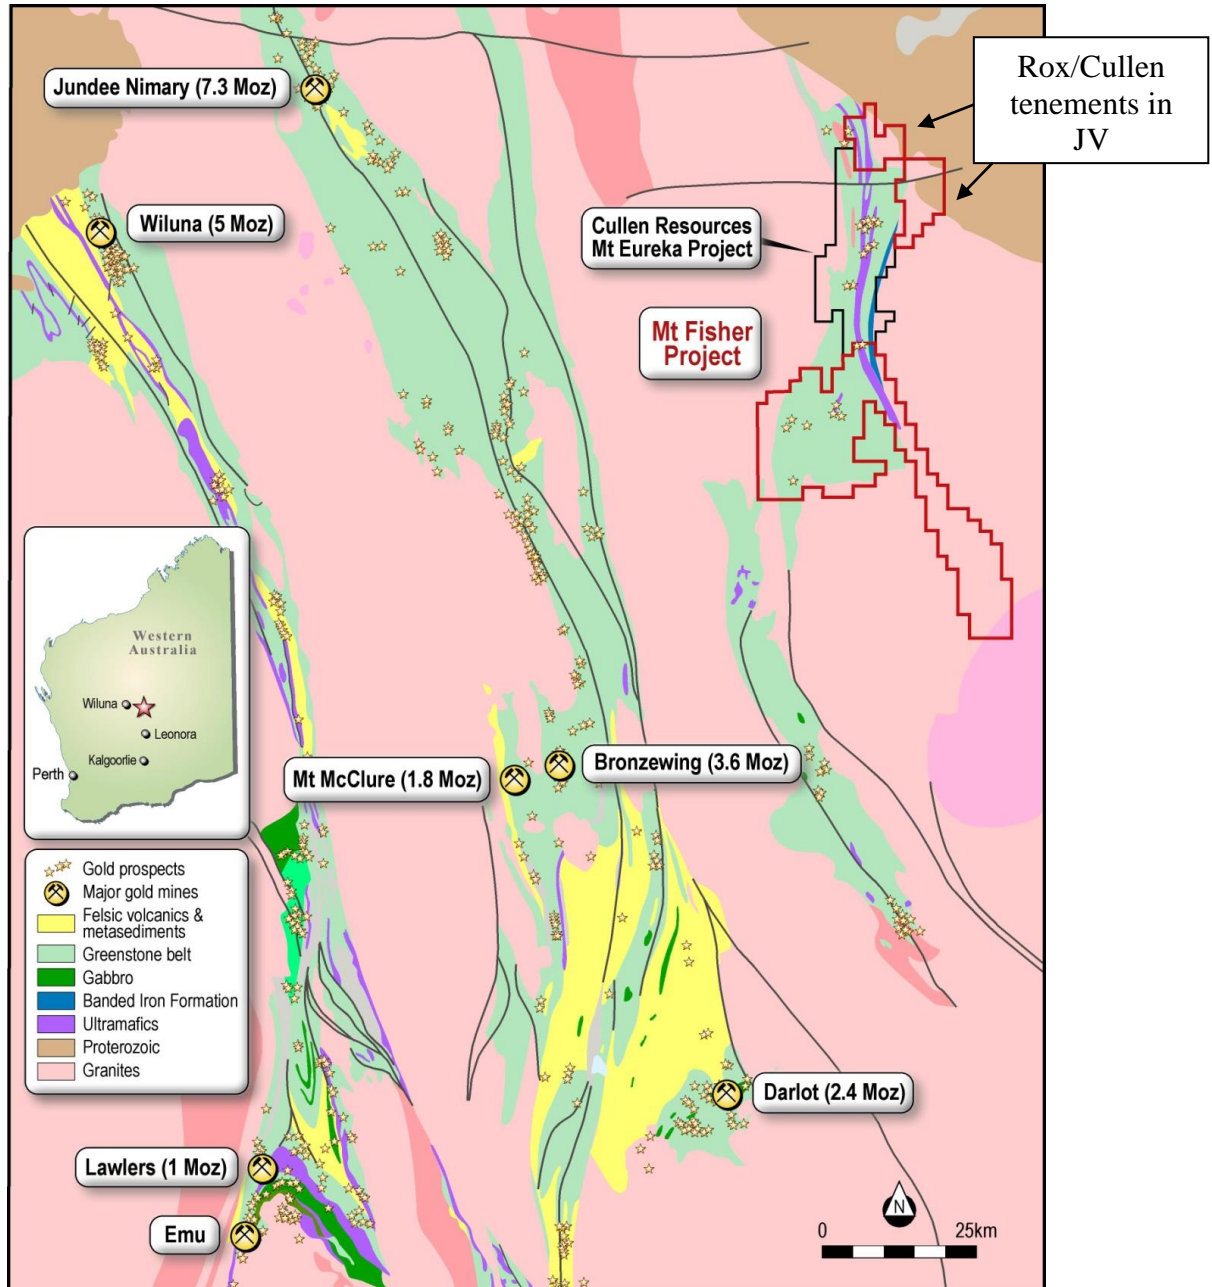 Jundee Nimary (7.3 Moz)
Rox/Cullen
tenements in
JV
Wiluna (5 Moz)
Cullen Resources
Mt Eureka Project
Mt Fisher
Project
Western
Australia
Wiluna
Leonora
Kalgoorlie
Perth
Mt McClure (1.8 Moz)
Bronzewing (3.6 Moz)
Gold prospects
Major gold mines
Felsic volcanics &
metasediments
Greenstone belt
Gabbro
Banded Iron Formation
Ultramafics
Proterozoic
Granites
Darlot (2.4 Moz)
Lawlers (1 Moz)
Emu
N
0 25km